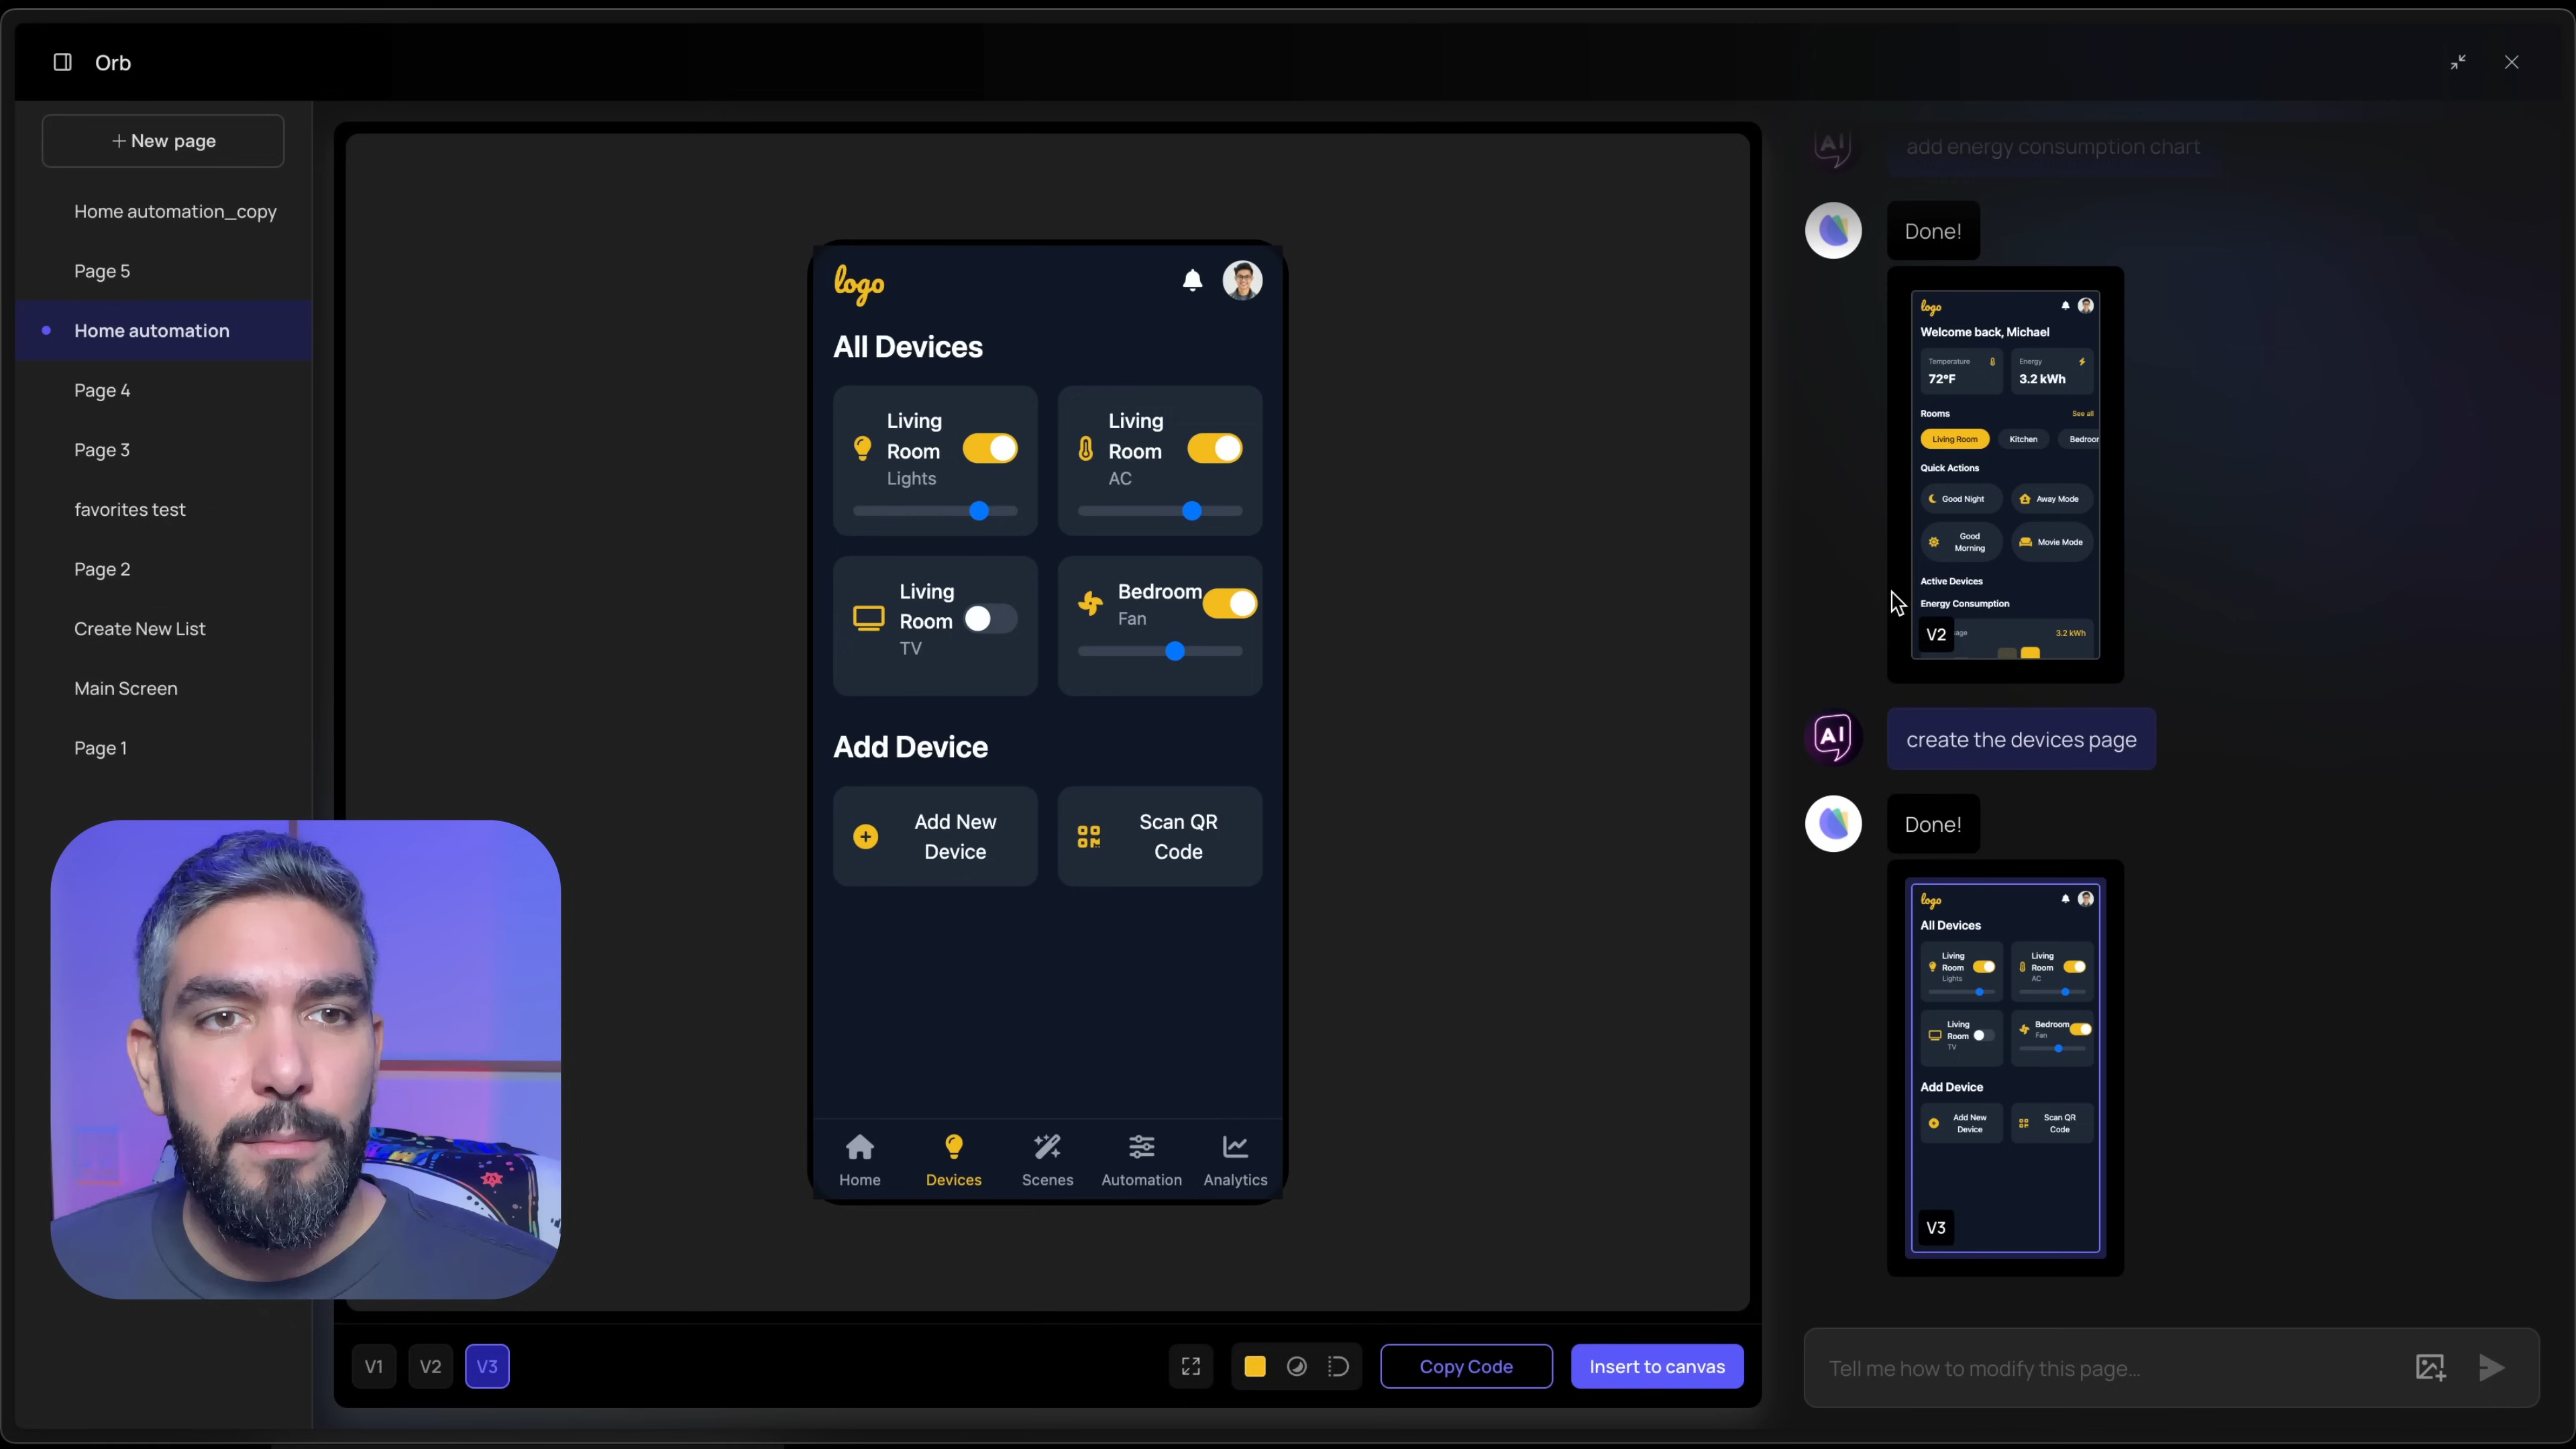 Orb
+ New page
Home automation_copy
Page 5
Home automation
Page 4
Page 3
favorites test
Page 2
Create New List
Main Screen
Page 1
logo
All Devices
Living
Room
Lights
Living
Room
AC
Living
Room
TV
Bedroom
Fan
Add Device
Add New
Device
Scan QR
Code
Home
Devices
Scenes
Automation
Analytics
V1
V2
V3
Copy Code
Insert to canvas
AI
add energy consumption chart
Done!
logo
Welcome back, Michael
Temperature
72°F
Energy
3.2 kWh
Rooms
See all
Living Room
Kitchen
Bedroor
Quick Actions
Good Night
Away Mode
Good
Morning
Movie Mode
Active Devices
Energy Consumption
V2
sage
3.2 kWh
AI
create the devices page
Done!
logo
All Devices
Living
Room
Lights
Living
Room
AC
Living
Room
TV
Bedroom
Fan
Add Device
Add New
Device
Scan QR
Code
V3
Tell me how to modify this page...